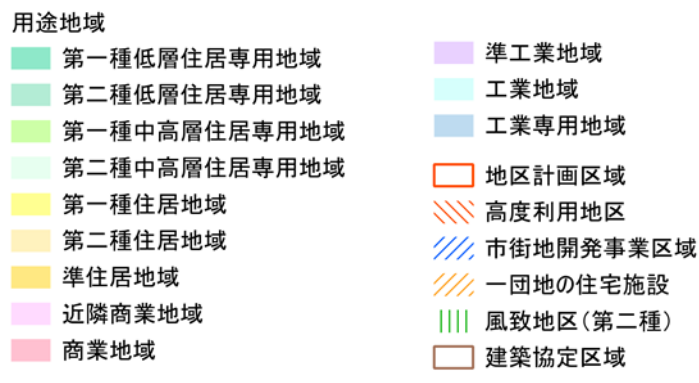 用途地域
第一種低層住居専用地域
第二種低層住居専用地域
第一種中高層住居専用地域
第二種中高層住居専用地域
第一種住居地域
第二種住居地域
準住居地域
近隣商業地域
商業地域
準工業地域
工業地域
工業専用地域
地区計画区域
高度利用地区
市街地開発事業区域
一団地の住宅施設
風致地区(第二種)
建築協定区域